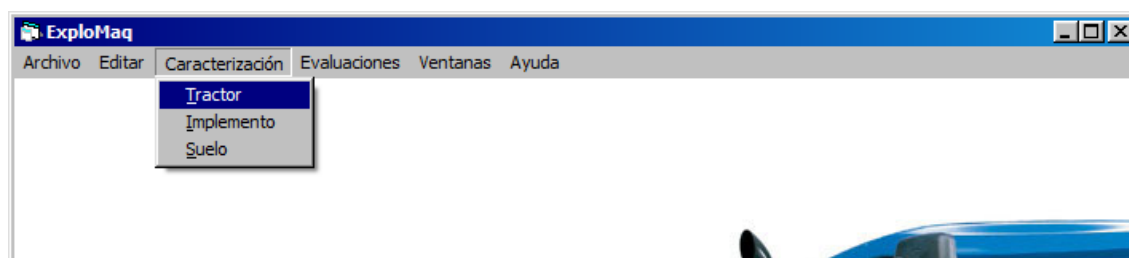 ExploMaq
Archivo Editar Caracterización Evaluaciones Ventanas Ayuda
Tractor
Implemento
Suelo